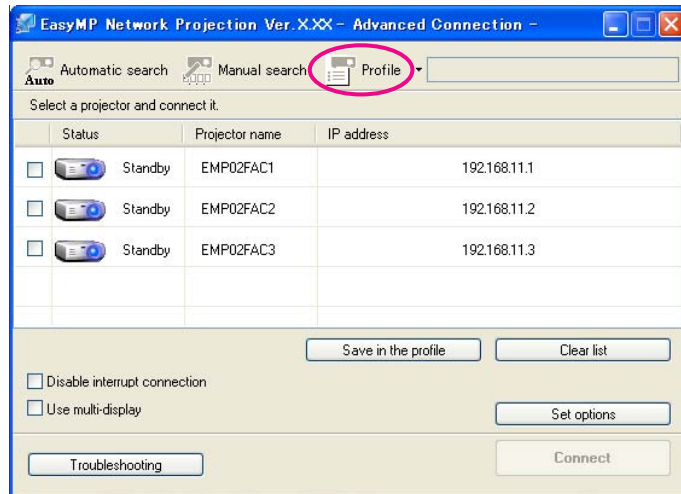 EasyMP Network Projection Ver.X.XX – Advanced Connection –
Auto Automatic search Manual search Profile
Select a projector and connect it.
Status Projector name IP address
Standby EMP02FAC1 192.168.11.1
Standby EMP02FAC2 192.168.11.2
Standby EMP02FAC3 192.168.11.3
Save in the profile Clear list
Disable interrupt connection
Use multi-display
Set options
Troubleshooting Connect